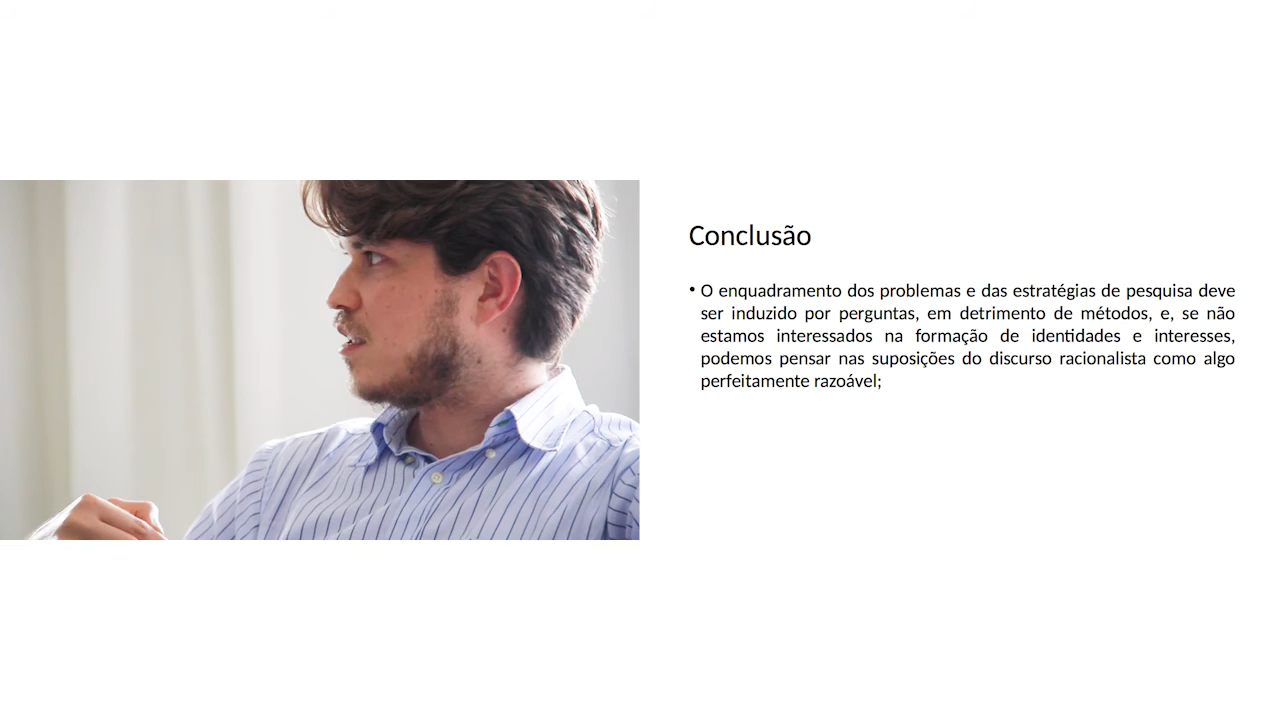 Conclusão
• O enquadramento dos problemas e das estratégias de pesquisa deve
ser induzido por perguntas, em detrimento de métodos, e, se não
estamos interessados na formação de identidades e interesses,
podemos pensar nas suposições do discurso racionalista como algo
perfeitamente razoável;